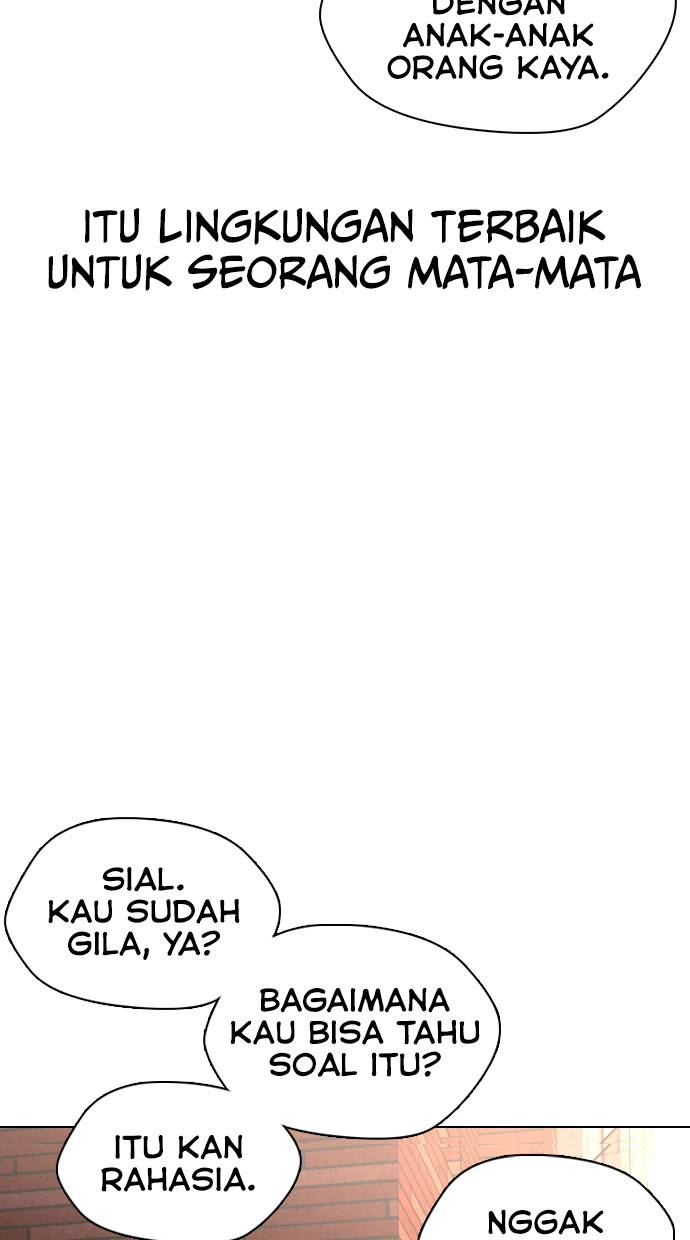 DENGAN
ANAK-ANAK
ORANG KAYA.
ITU LINGKUNGAN TERBAIK
UNTUK SEORANG MATA-MATA
SIAL.
KAU SUDAH
GILA, YA?
BAGAIMANA
KAU BISA TAHU
SOAL ITU?
ITU KAN
RAHASIA.
NGGAK